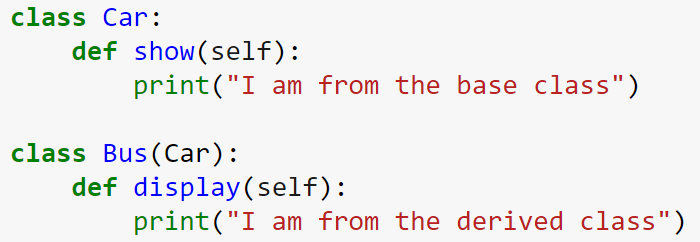 class Car:
    def show(self):
        print("I am from the base class")

class Bus(Car):
    def display(self):
        print("I am from the derived class")